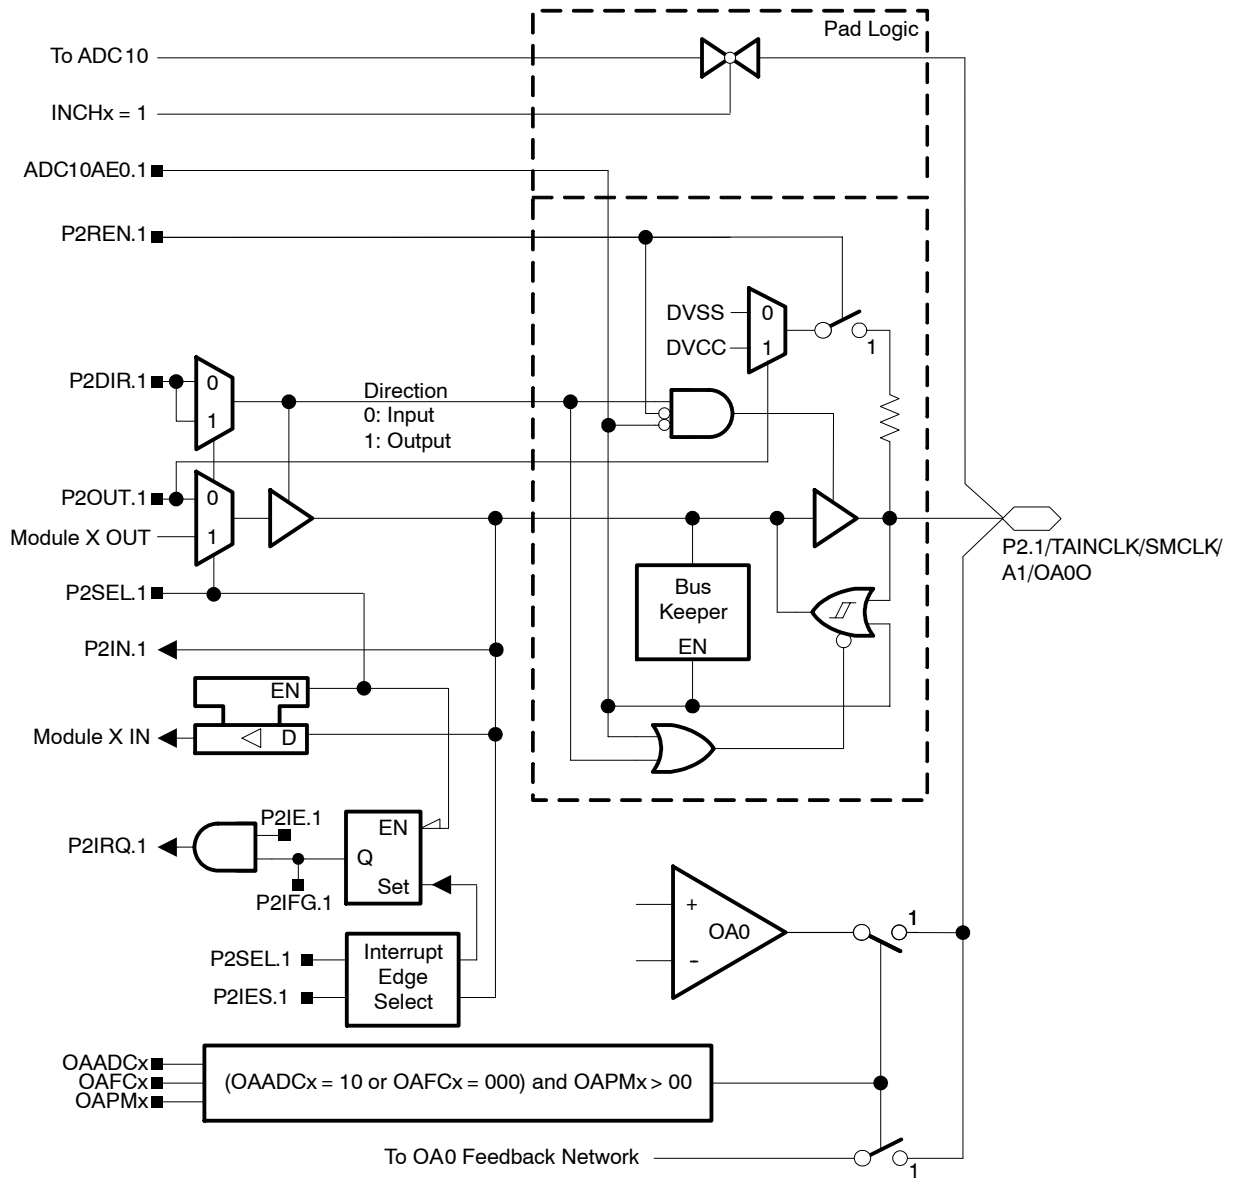 Pad Logic
To ADC10
INCHx = 1
ADC10AE0.1
P2REN.1
DVSS
0
DVCC
1
1
P2DIR.1
0
1
Direction
0: Input
1: Output
P2OUT.1
0
Module X OUT
1
P2SEL.1
P2.1/TAINCLK/SMCLK/
A1/OA0O
Bus
Keeper
EN
P2IN.1
EN
Module X IN
D
P2IE.1
P2IRQ.1
EN
Q
Set
P2IFG.1
+
OA0
−
1
P2SEL.1
P2IES.1
Interrupt
Edge
Select
OAADCx
OAFCx
OAPMx
(OAADCx = 10 or OAFCx = 000) and OAPMx > 00
To OA0 Feedback Network
1